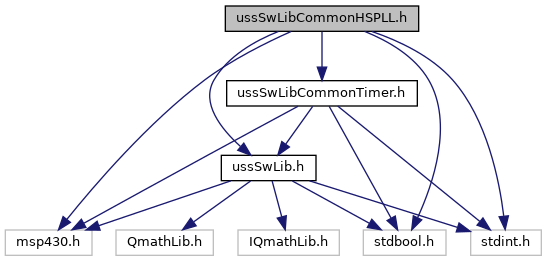 ussSwLibCommonHSPLL.h
ussSwLibCommonTimer.h
ussSwLib.h
msp430.h
QmathLib.h
IQmathLib.h
stdbool.h
stdint.h